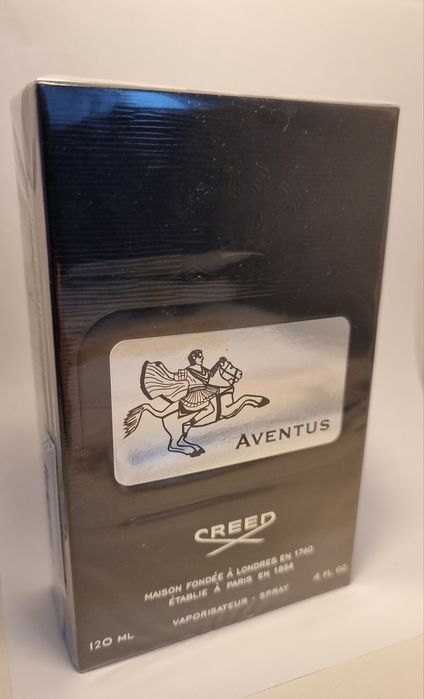 AVENTUS
CREED
MAISON FONDÉE À LONDRES EN 1760
ÉTABLIE À PARIS EN 1854
VAPORISATEUR - SPRAY
120 ML
4 FL OZ